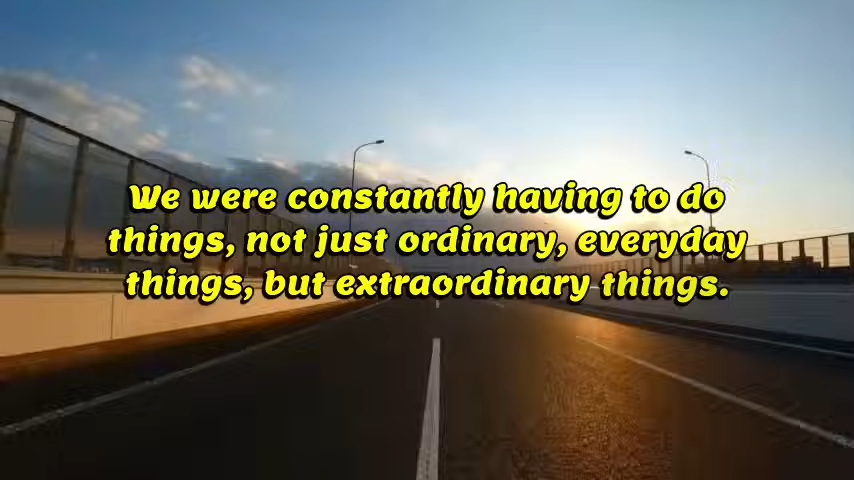 We were constantly having to do
things, not just ordinary, everyday
things, but extraordinary things.